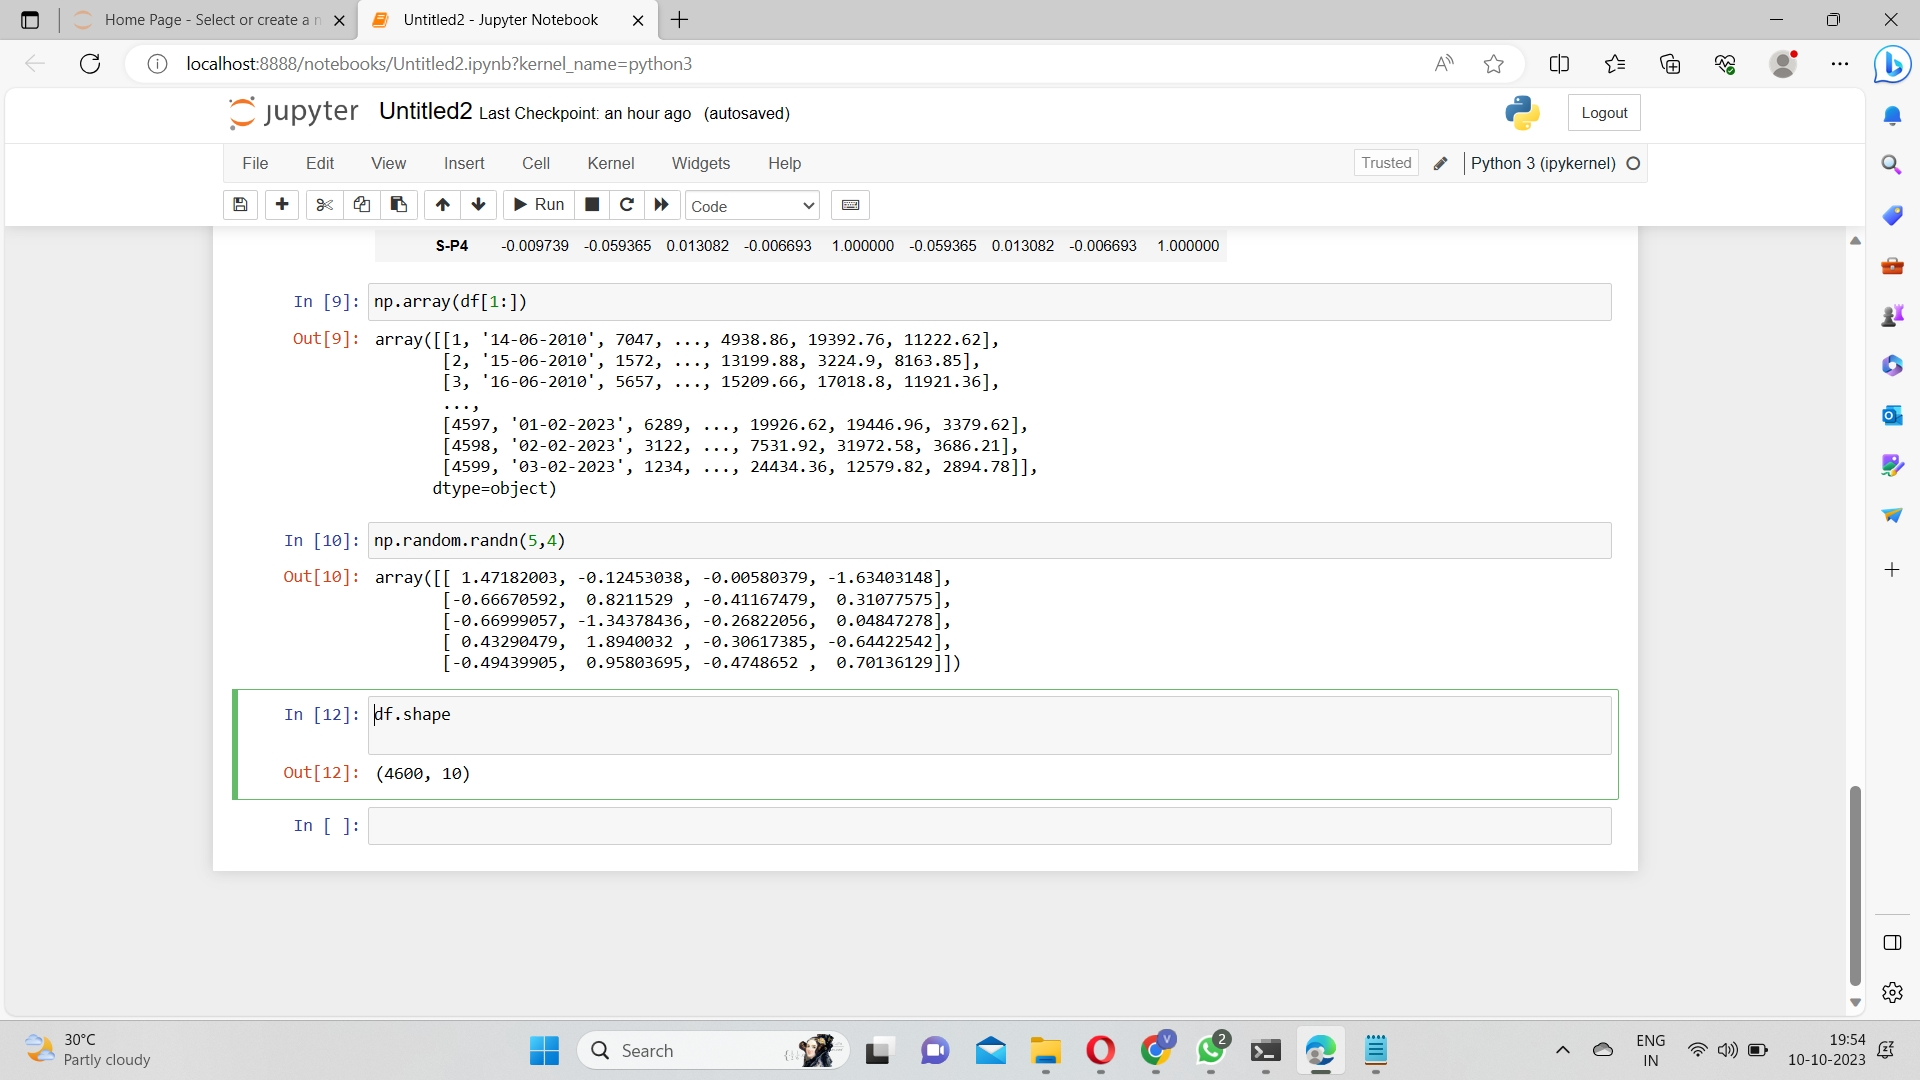 Home Page - Select or create a n
Untitled2 - Jupyter Notebook
localhost:8888/notebooks/Untitled2.ipynb?kernel_name=python3
jupyter Untitled2 Last Checkpoint: an hour ago (autosaved)
Logout
File Edit View Insert Cell Kernel Widgets Help
Trusted
Python 3 (ipykernel)
Run
Code
S-P4 -0.009739 -0.059365 0.013082 -0.006693 1.000000 -0.059365 0.013082 -0.006693 1.000000
In [9]: np.array(df[1:])
Out[9]: array([[1, '14-06-2010', 7047, ..., 4938.86, 19392.76, 11222.62],
[2, '15-06-2010', 1572, ..., 13199.88, 3224.9, 8163.85],
[3, '16-06-2010', 5657, ..., 15209.66, 17018.8, 11921.36],
...,
[4597, '01-02-2023', 6289, ..., 19926.62, 19446.96, 3379.62],
[4598, '02-02-2023', 3122, ..., 7531.92, 31972.58, 3686.21],
[4599, '03-02-2023', 1234, ..., 24434.36, 12579.82, 2894.78]],
dtype=object)
In [10]: np.random.randn(5,4)
Out[10]: array([[ 1.47182003, -0.12453038, -0.00580379, -1.63403148],
[-0.66670592, 0.8211529 , -0.41167479, 0.31077575],
[-0.66999057, -1.34378436, -0.26822056, 0.04847278],
[ 0.43290479, 1.8940032 , -0.30617385, -0.64422542],
[-0.49439905, 0.95803695, -0.4748652 , 0.70136129]])
In [12]: df.shape
Out[12]: (4600, 10)
In [ ]:
30°C
Partly cloudy
Search
V
2
ENG
IN
19:54
10-10-2023